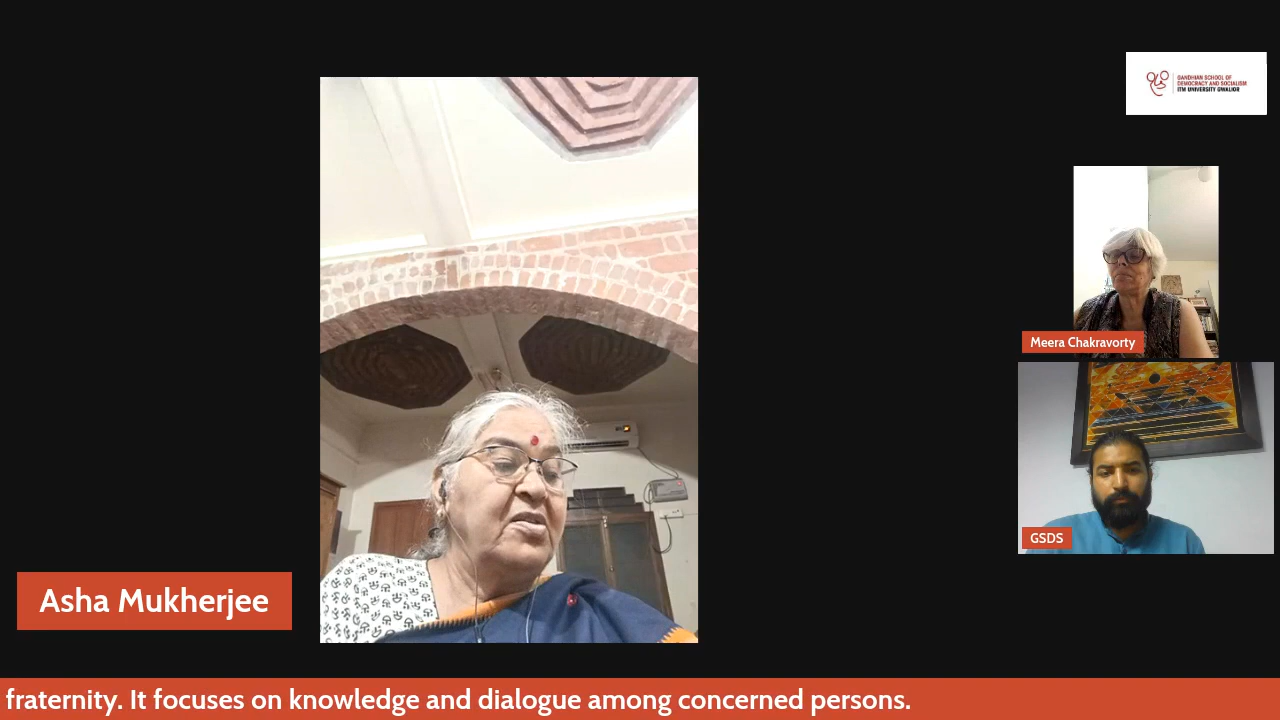 GANDHIAN SCHOOL OF
DEMOCRACY AND SOCIALISM
ITM UNIVERSITY GWALIOR
Meera Chakravorty
GSDS
Asha Mukherjee
fraternity. It focuses on knowledge and dialogue among concerned persons.